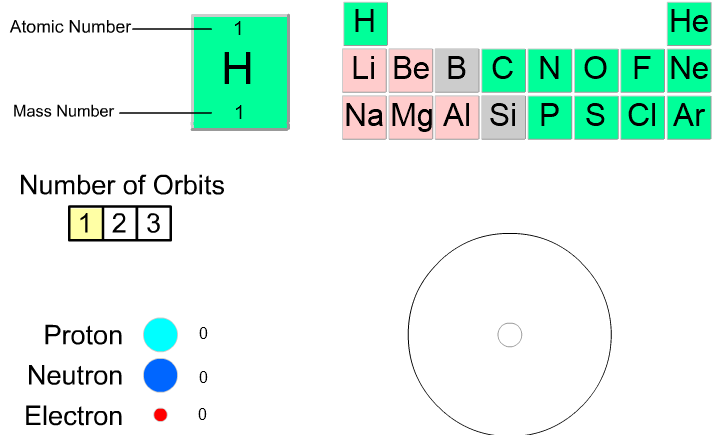 Atomic Number
1
H
Mass Number
1
H He
Li Be B C N O F Ne
Na Mg Al Si P S Cl Ar
Number of Orbits
1 2 3
Proton 0
Neutron 0
Electron 0